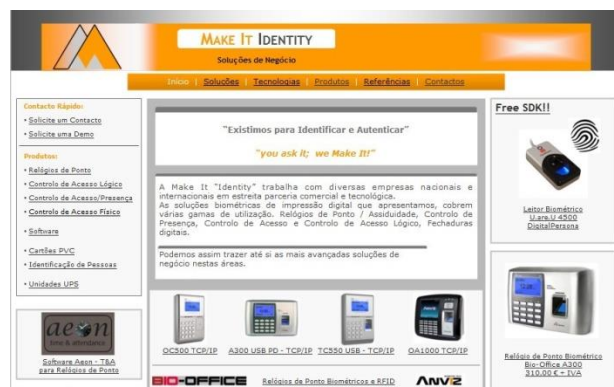 MAKE IT IDENTITY
Soluções de Negócio
Início | Soluções | Tecnologias | Produtos | Referências | Contactos
Contacto Rápido:
• Solicite um Contacto
• Solicite uma Demo
Produtos:
• Relógios de Ponto
• Controlo de Acesso Lógico
• Controlo de Acesso/Presença
• Controlo de Acesso Físico
• Software
• Cartões PVC
• Identificação de Pessoas
• Unidades UPS
aeon
time & attendance
Software Aeon - T&A
para Relógios de Ponto
"Existimos para Identificar e Autenticar"
"you ask it; we Make It!"
A Make It "Identity" trabalha com diversas empresas nacionais e
internacionais em estreita parceria comercial e tecnológica.
As soluções biométricas de impressão digital que apresentamos, cobrem
várias gamas de utilização. Relógios de Ponto / Assiduidade, Controlo de
Presença, Controlo de Acesso e Controlo de Acesso Lógico, Fechaduras
digitais.
Podemos assim trazer até si as mais avançadas soluções de
negócio nestas áreas.
OC500 TCP/IP
A300 USB PD - TCP/IP
TC550 USB - TCP/IP
OA1000 TCP/IP
BIO-OFFICE
Relógios de Ponto Biométricos e RFID
ANVIZ
Free SDK!!
Leitor Biométrico
U.are.U 4500
DigitalPersona
Relógio de Ponto Biométrico
Bio-Office A300
310,00 € + IVA